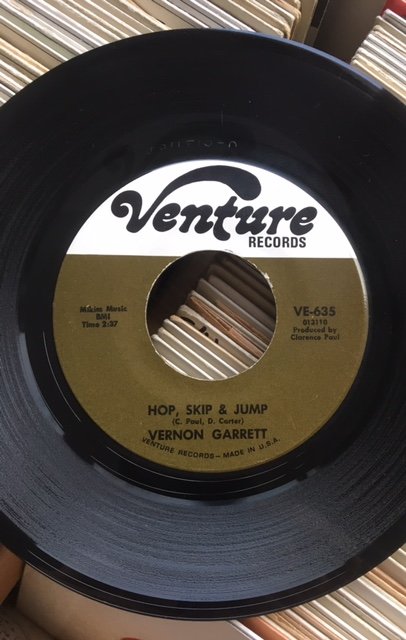 Venture
RECORDS
Mikim Music
BMI
Time 2:37
VE-635
013110
Produced by
Clarence Paul
HOP, SKIP & JUMP
(C. Paul, D. Carter)
VERNON GARRETT
VENTURE RECORDS—MADE IN U.S.A.